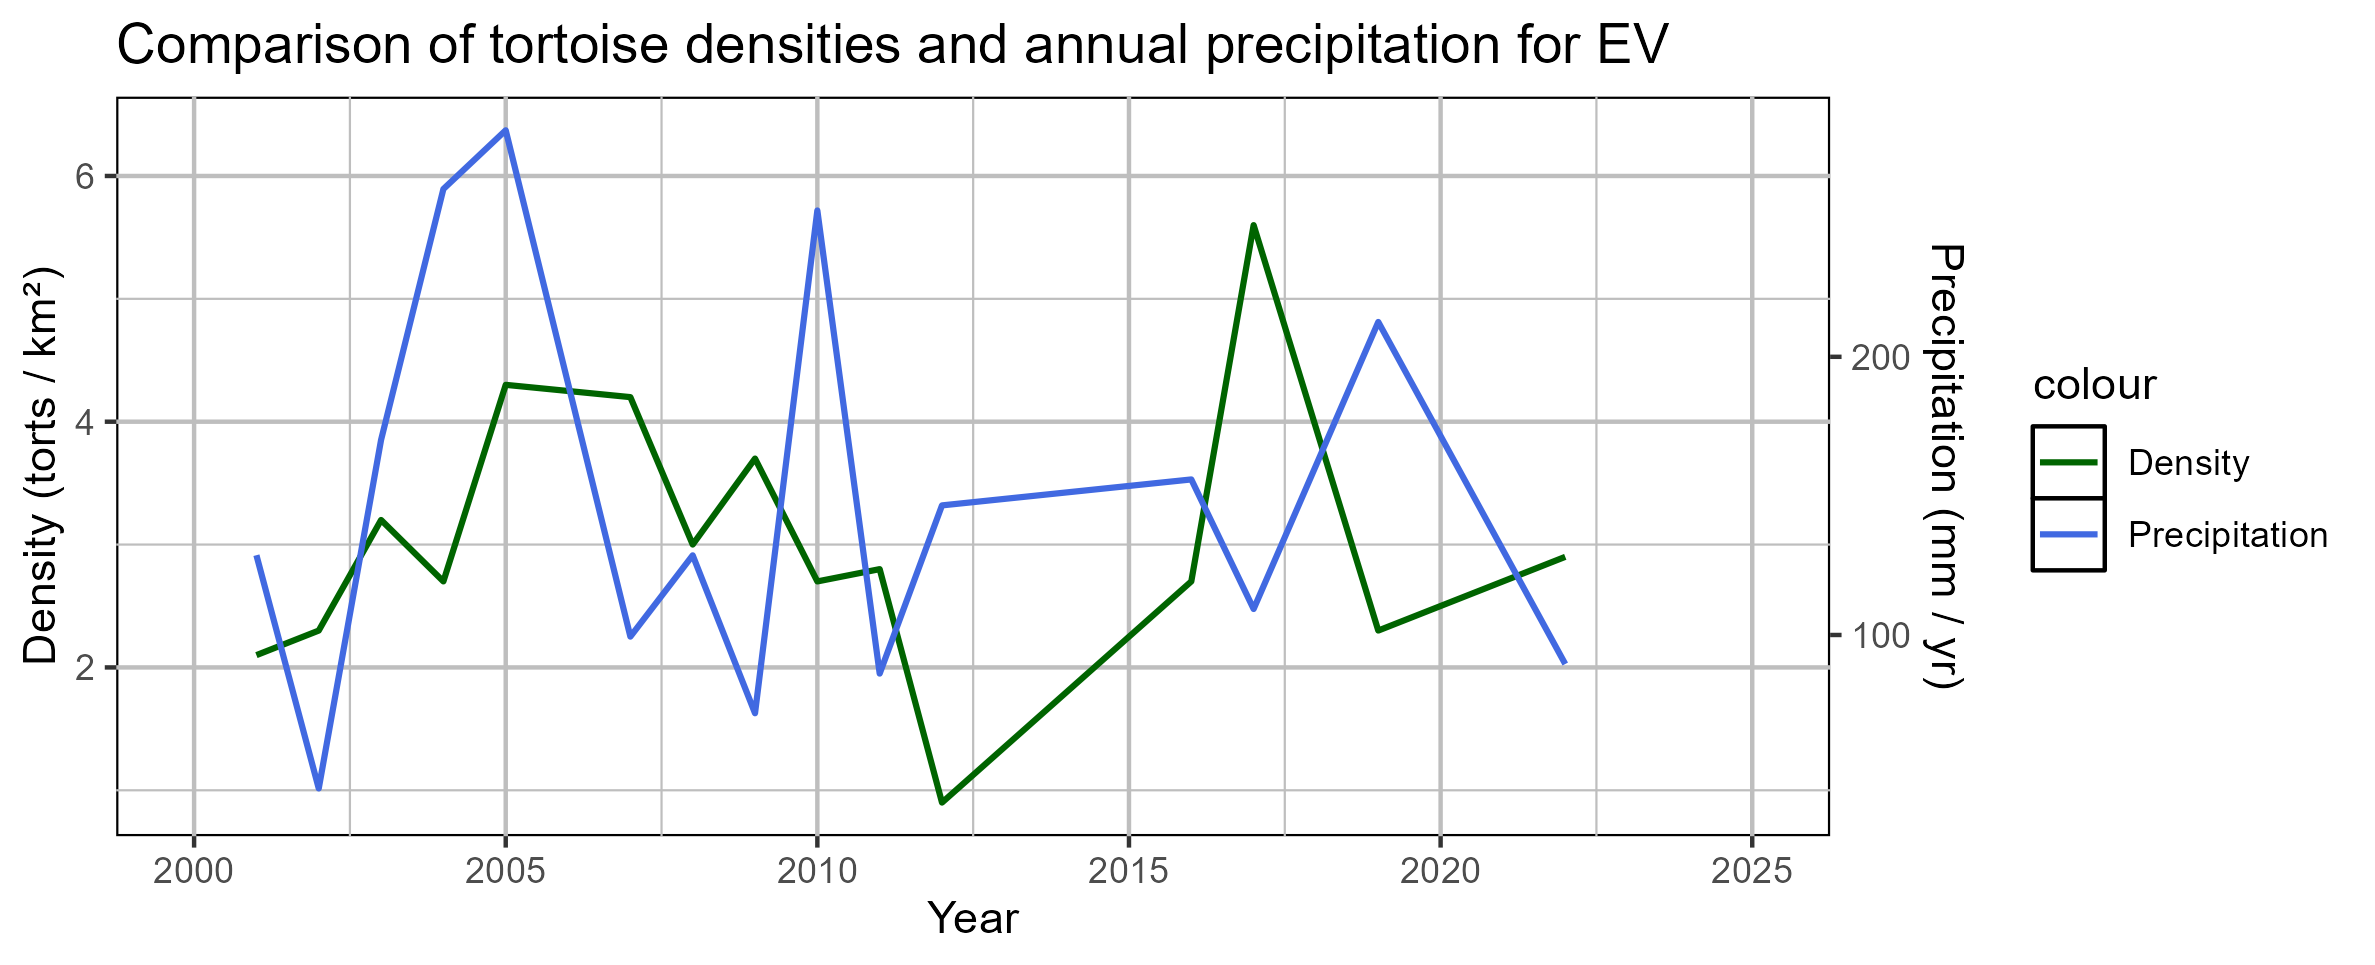 Comparison of tortoise densities and annual precipitation for EV
Density (torts / km²)
6
4
2
200
100
Precipitation (mm / yr)
2000
2005
2010
2015
2020
2025
Year
colour
Density
Precipitation